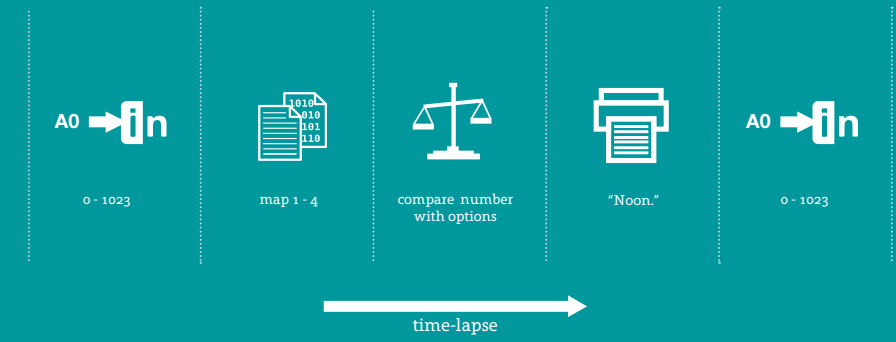 A0 in
1010
010
101
110
A0 in
0 - 1023
map 1 - 4
compare number
with options
“Noon.”
0 - 1023
time-lapse